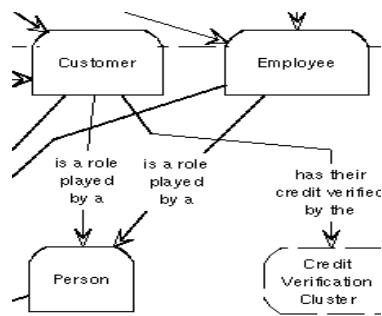 Customer
Employee
is a role
played
by a
is a role
played
by a
has their
credit verified
by the
Person
Credit
Verification
Cluster